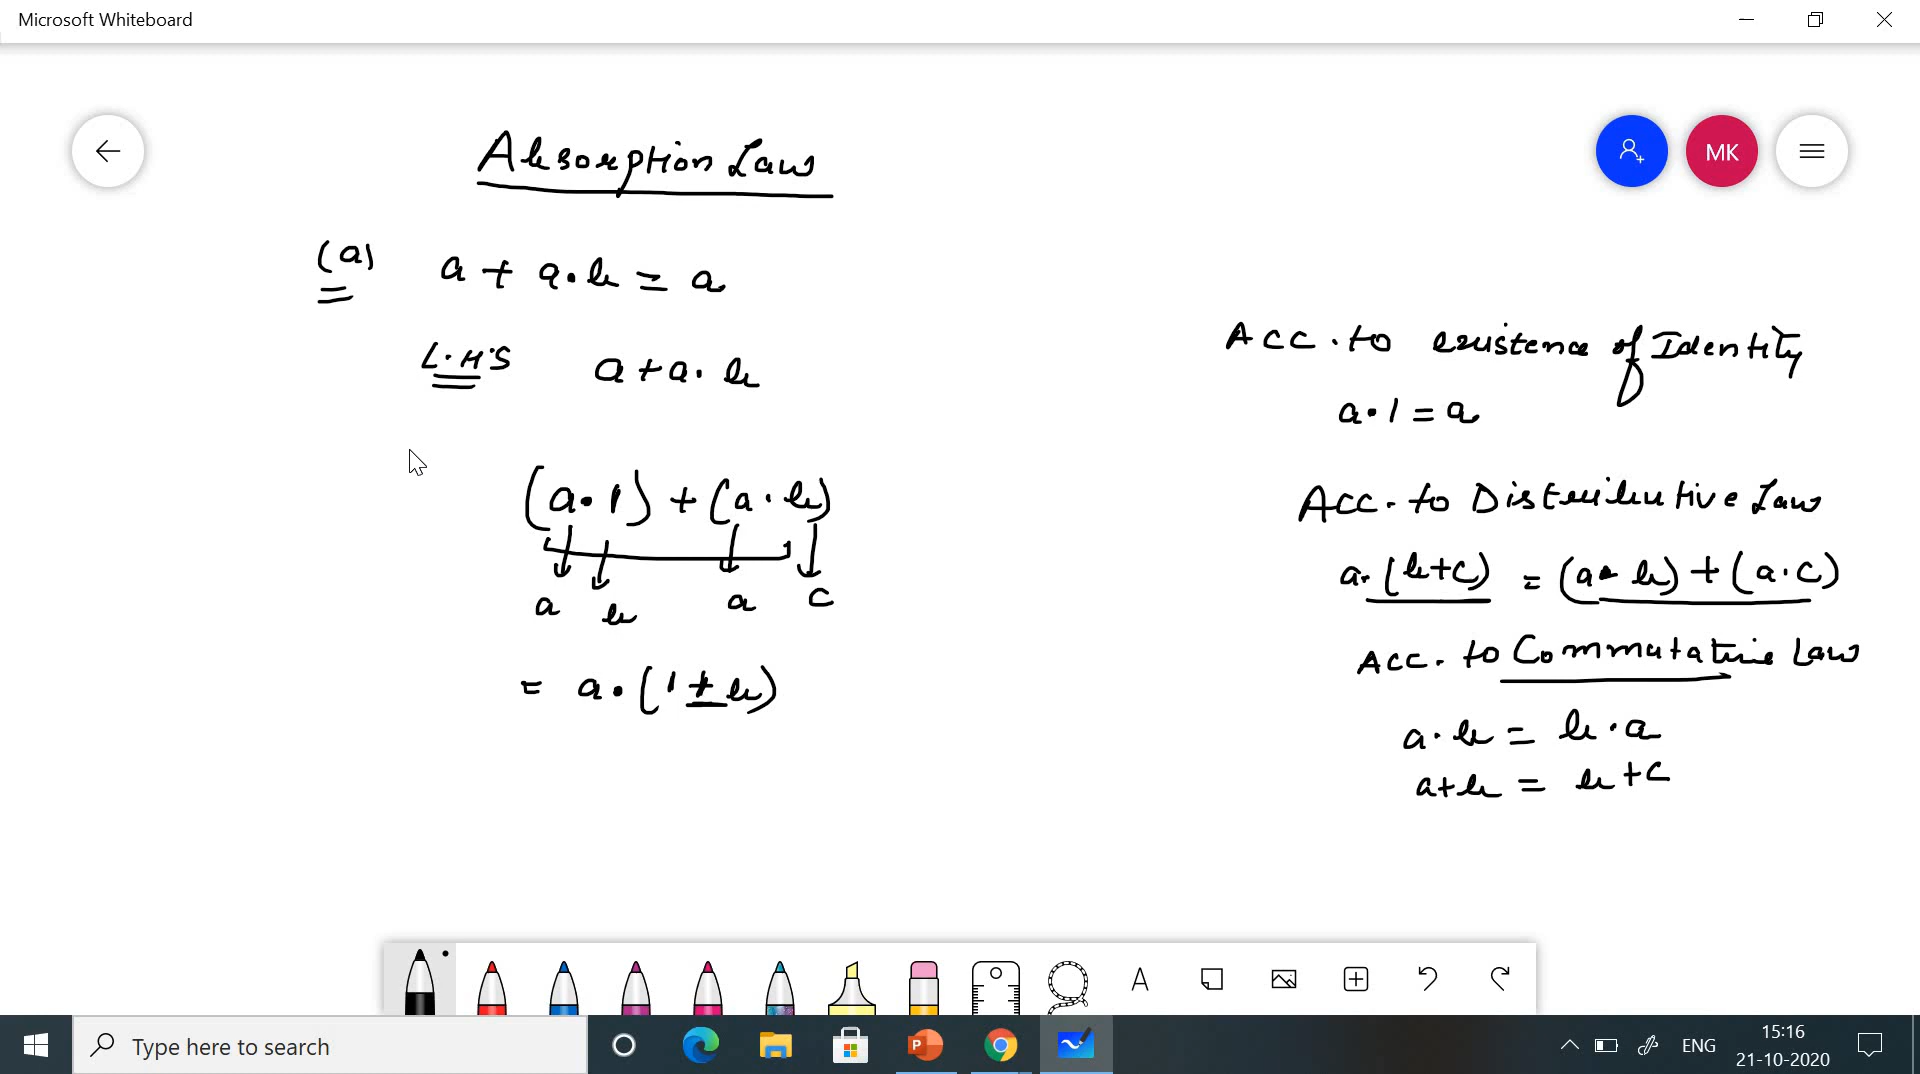 Microsoft Whiteboard
MK
Absorption Law
(a) a + a.b = a
L.H.S a + a.b
(a.1) + (a.b)
a b a c
= a.(1+b)
Acc. to existence of Identity
a.1 = a
Acc. to Distributive Law
a.(b+c) = (a.b)+(a.c)
Acc. to Commutative Law
a.b = b.a
a+b = b+c
A
Type here to search
P
ENG
15:16
21-10-2020